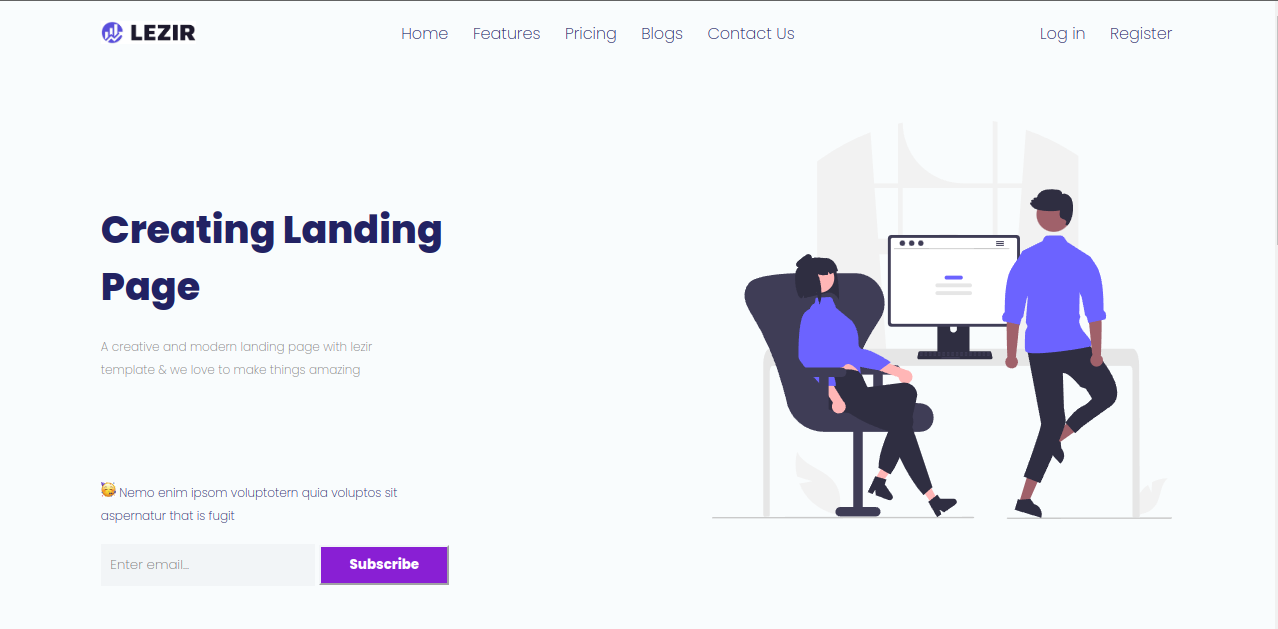 LEZIR
Home Features Pricing Blogs Contact Us
Log in Register
Creating Landing
Page
A creative and modern landing page with lezir
template & we love to make things amazing
🥳 Nemo enim ipsom voluptotern quia voluptos sit
aspernatur that is fugit
Enter email...
Subscribe